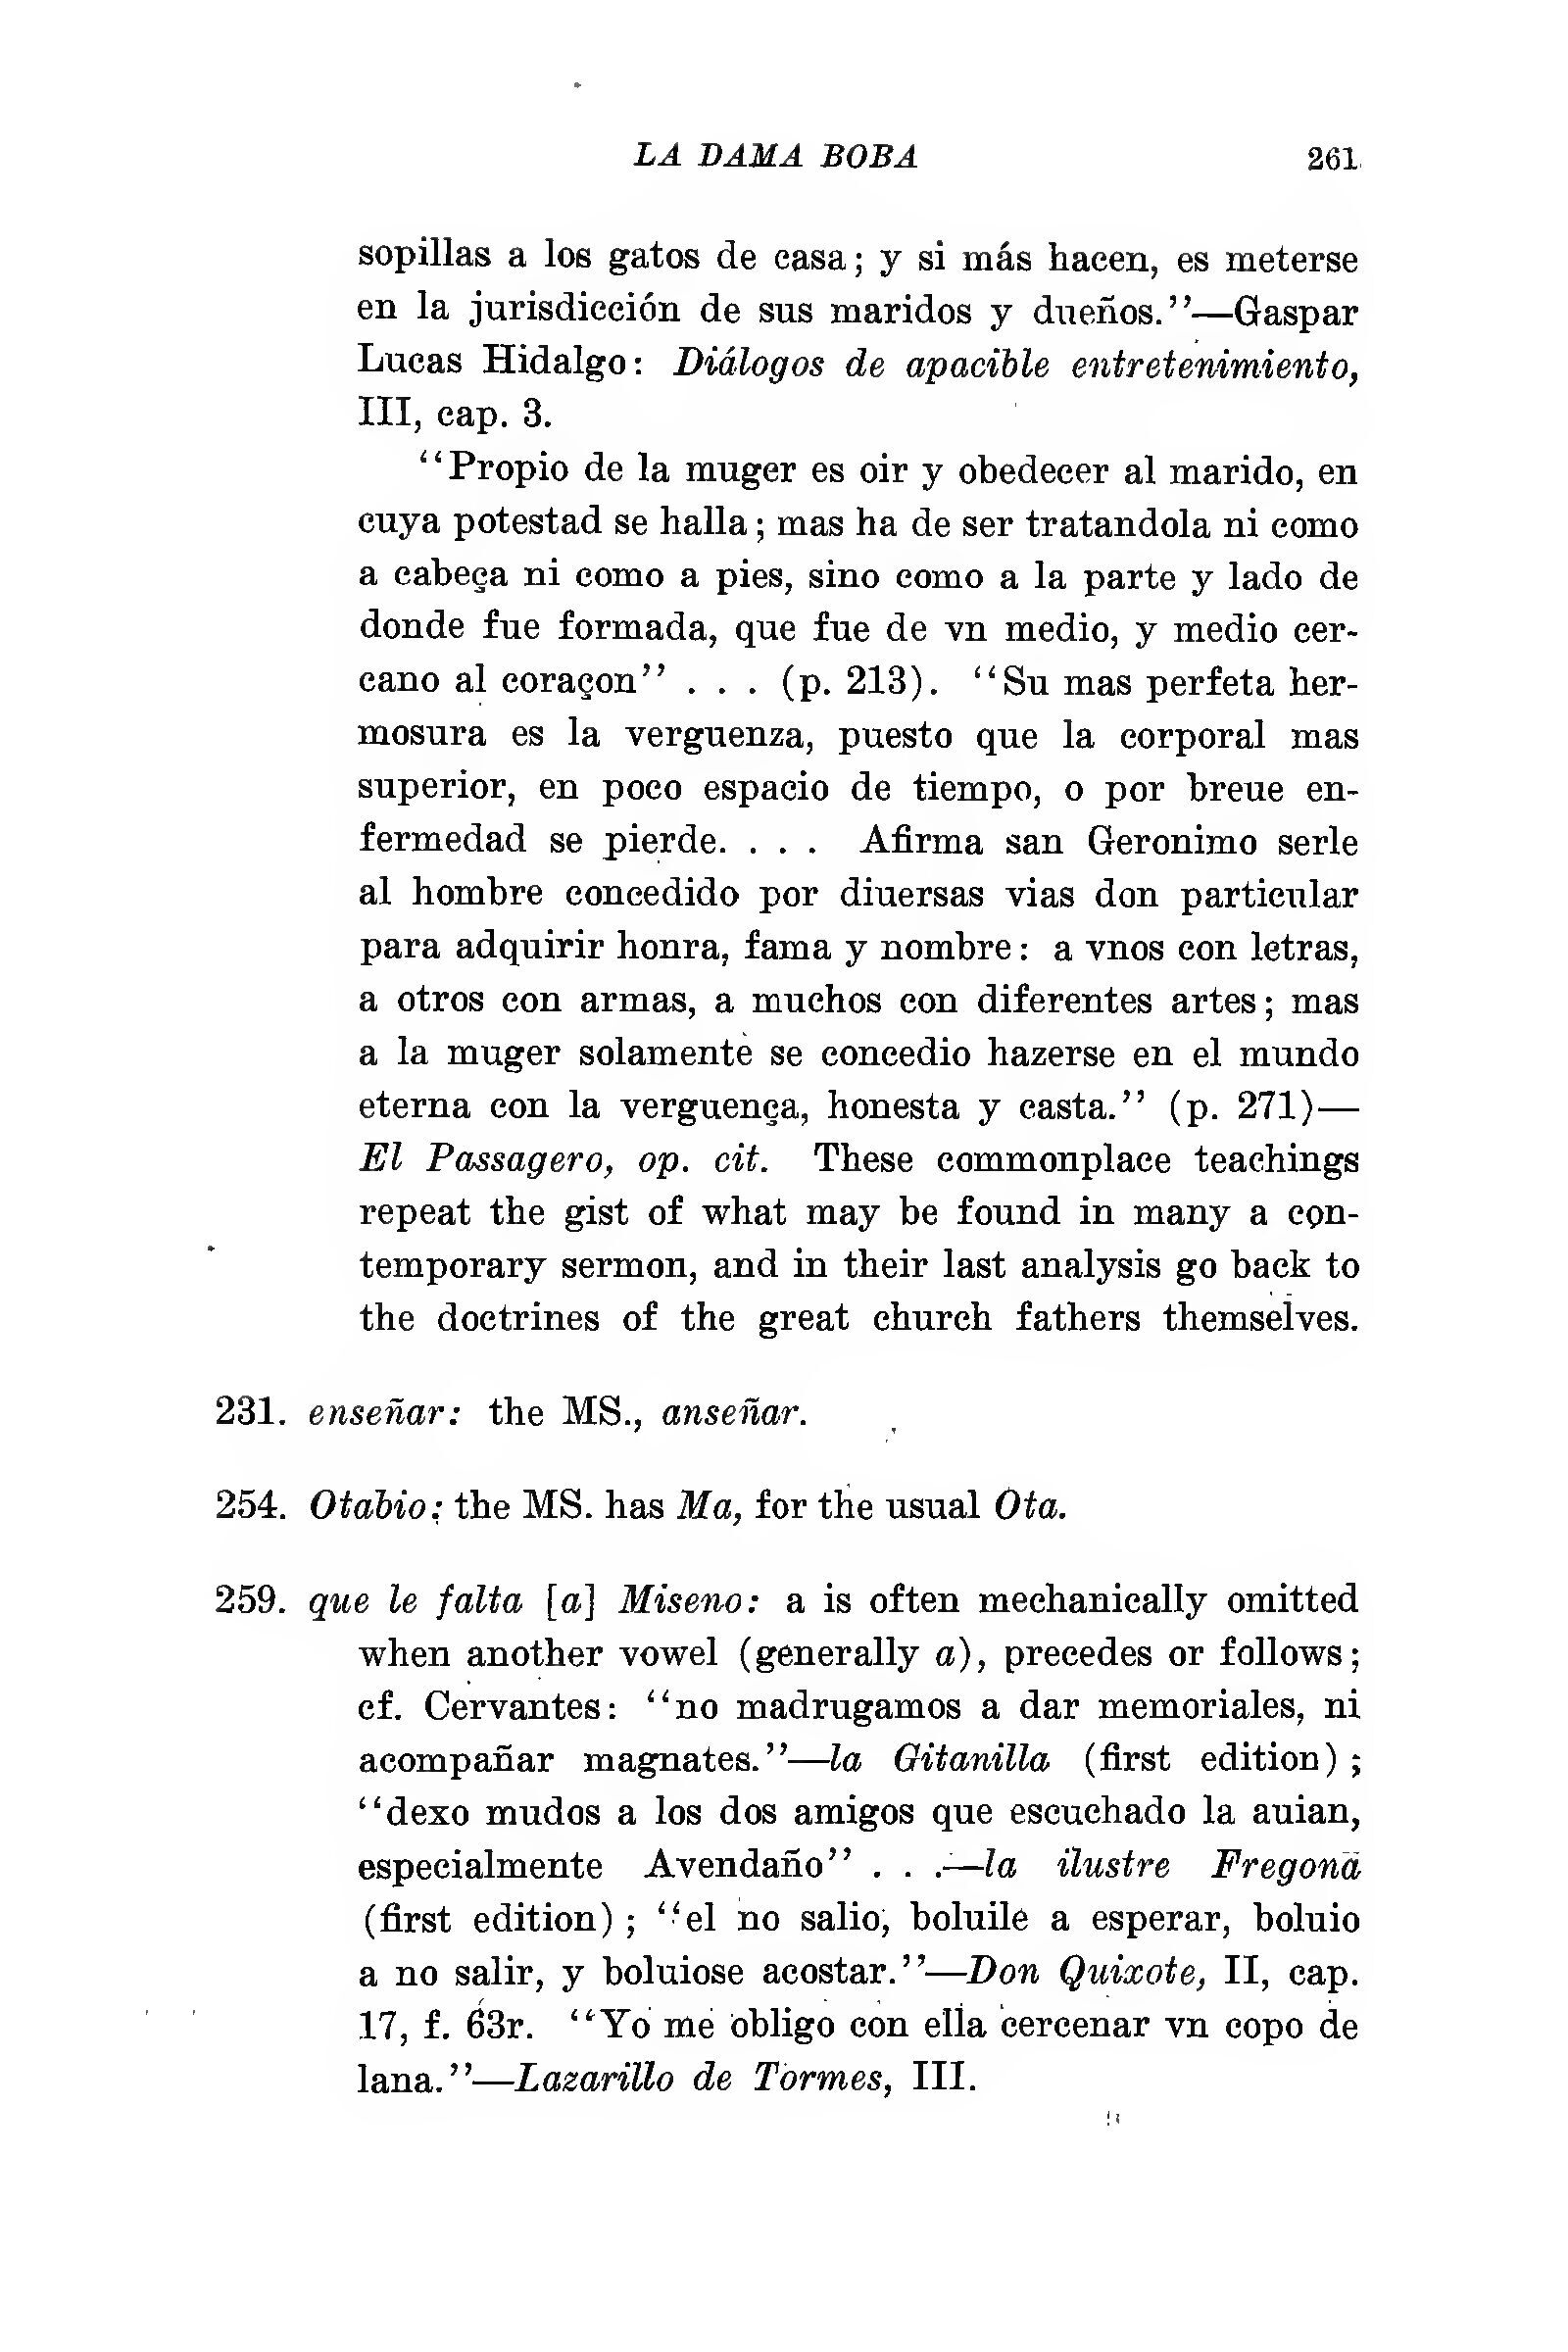 LA DAMA BOBA 261
sopillas a los gatos de casa; y si más hacen, es meterse
en la jurisdicción de sus maridos y dueños.''—Gaspar
Lucas Hidalgo: Diálogos de apacible entretenimiento,
III, cap. 3.
''Propio de la muger es oir y obedecer al marido, en
cuya potestad se halla; mas ha de ser tratandola ni como
a cabeça ni como a pies, sino como a la parte y lado de
donde fue formada, que fue de vn medio, y medio cer-
cano al coraçon'' . . . (p. 213). ''Su mas perfeta her-
mosura es la verguenza, puesto que la corporal mas
superior, en poco espacio de tiempo, o por breue en-
fermedad se pierde. . . . Afirma san Geronimo serle
al hombre concedido por diuersas vias don particular
para adquirir honra, fama y nombre: a vnos con letras,
a otros con armas, a muchos con diferentes artes; mas
a la muger solamente se concedio hazerse en el mundo
eterna con la verguença, honesta y casta.'' (p. 271)—
El Passagero, op. cit. These commonplace teachings
repeat the gist of what may be found in many a con-
temporary sermon, and in their last analysis go back to
the doctrines of the great church fathers themselves.
231. enseñar: the MS., anseñar.
254. Otabio: the MS. has Ma, for the usual Ota.
259. que le falta [a] Miseno: a is often mechanically omitted
when another vowel (generally a), precedes or follows;
cf. Cervantes: ''no madrugamos a dar memoriales, ni
acompañar magnates.''—la Gitanilla (first edition);
''dexo mudos a los dos amigos que escuchado la auian,
especialmente Avendaño'' . . .—la ilustre Fregona
(first edition); ''el no salio, boluile a esperar, boluio
a no salir, y boluiose acostar.''—Don Quixote, II, cap.
17, f. 63r. ''Yo me obligo con ella cercenar vn copo de
lana.''—Lazarillo de Tormes, III.